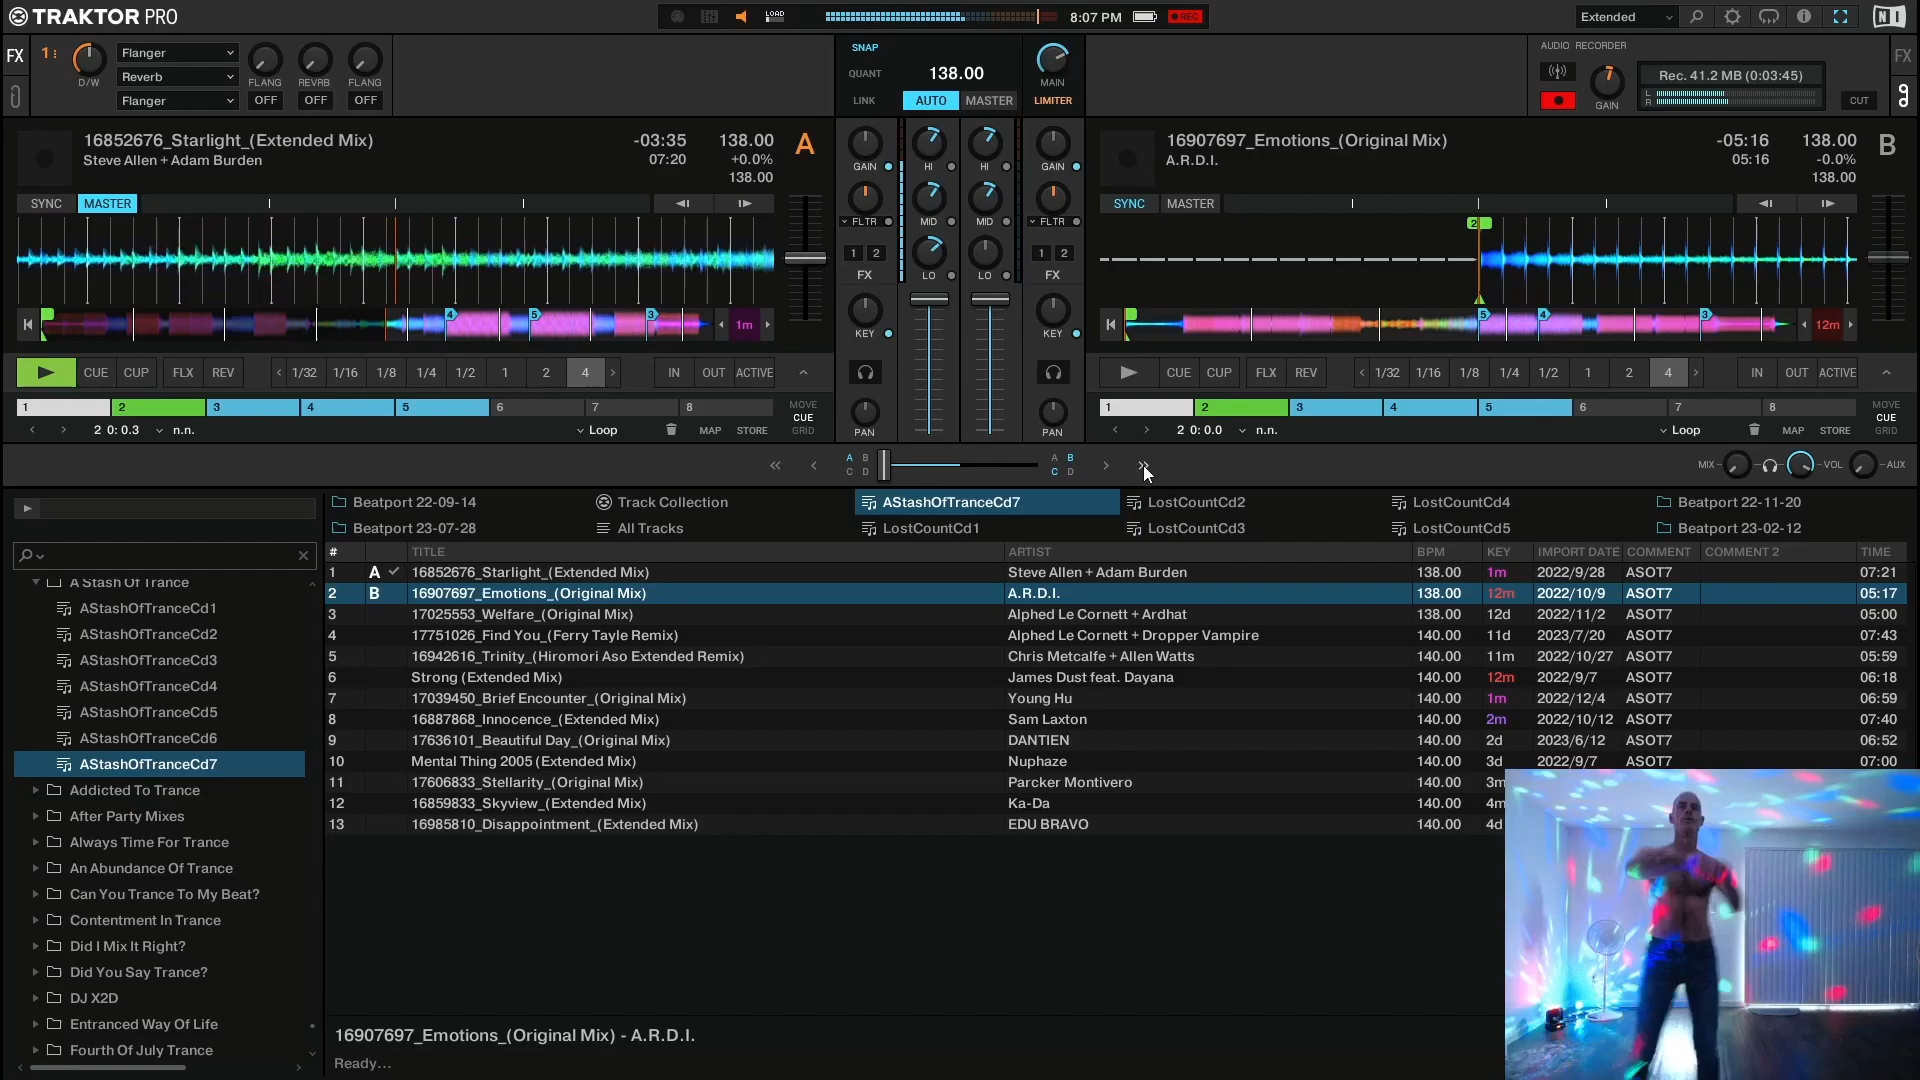 TRAKTOR PRO
LOAD
8:07 PM
REC
Extended
FX
1
D/W
Flanger
Reverb
Flanger
FLANG
REVRB
FLANG
OFF
OFF
OFF
SNAP
QUANT
LINK
138.00
AUTO
MASTER
MAIN
LIMITER
AUDIO RECORDER
GAIN
Rec. 41.2 MB (0:03:45)
L
R
CUT
FX
16852676_Starlight_(Extended Mix)
Steve Allen + Adam Burden
-03:35
07:20
138.00
+0.0%
138.00
A
SYNC
MASTER
4
5
3
1m
CUE
CUP
FLX
REV
1/32
1/16
1/8
1/4
1/2
1
2
4
IN
OUT
ACTIVE
1
2
3
4
5
6
7
8
MOVE
CUE
GRID
2 0: 0.3
n.n.
Loop
MAP
STORE
GAIN
HI
HI
GAIN
FLTR
MID
MID
FLTR
1
2
LO
LO
1
2
FX
FX
KEY
KEY
PAN
PAN
16907697_Emotions_(Original Mix)
A.R.D.I.
-05:16
05:16
138.00
-0.0%
138.00
B
SYNC
MASTER
2
5
4
3
12m
CUE
CUP
FLX
REV
1/32
1/16
1/8
1/4
1/2
1
2
4
IN
OUT
ACTIVE
1
2
3
4
5
6
7
8
MOVE
CUE
GRID
2 0: 0.0
n.n.
Loop
MAP
STORE
A B
C D
A B
C D
MIX
VOL
AUX
Beatport 22-09-14
Track Collection
AStashOfTranceCd7
LostCountCd2
LostCountCd4
Beatport 22-11-20
Beatport 23-07-28
All Tracks
LostCountCd1
LostCountCd3
LostCountCd5
Beatport 23-02-12
A Stash Of Trance
AStashOfTranceCd1
AStashOfTranceCd2
AStashOfTranceCd3
AStashOfTranceCd4
AStashOfTranceCd5
AStashOfTranceCd6
AStashOfTranceCd7
Addicted To Trance
After Party Mixes
Always Time For Trance
An Abundance Of Trance
Can You Trance To My Beat?
Contentment In Trance
Did I Mix It Right?
Did You Say Trance?
DJ X2D
Entranced Way Of Life
Fourth Of July Trance
# TITLE ARTIST BPM KEY IMPORT DATE COMMENT COMMENT 2 TIME
1 A 16852676_Starlight_(Extended Mix) Steve Allen + Adam Burden 138.00 1m 2022/9/28 ASOT7 07:21
2 B 16907697_Emotions_(Original Mix) A.R.D.I. 138.00 12m 2022/10/9 ASOT7 05:17
3 17025553_Welfare_(Original Mix) Alphed Le Cornett + Ardhat 138.00 12d 2022/11/2 ASOT7 05:00
4 17751026_Find You_(Ferry Tayle Remix) Alphed Le Cornett + Dropper Vampire 140.00 11d 2023/7/20 ASOT7 07:43
5 16942616_Trinity_(Hiromori Aso Extended Remix) Chris Metcalfe + Allen Watts 140.00 11m 2022/10/27 ASOT7 05:59
6 Strong (Extended Mix) James Dust feat. Dayana 140.00 12m 2022/9/7 ASOT7 06:18
7 17039450_Brief Encounter_(Original Mix) Young Hu 140.00 1m 2022/12/4 ASOT7 06:59
8 16887868_Innocence_(Extended Mix) Sam Laxton 140.00 2m 2022/10/12 ASOT7 07:40
9 17636101_Beautiful Day_(Original Mix) DANTIEN 140.00 2d 2023/6/12 ASOT7 06:52
10 Mental Thing 2005 (Extended Mix) Nuphaze 140.00 3d 2022/9/7 ASOT7 07:00
11 17606833_Stellarity_(Original Mix) Parcker Montivero 140.00 3m
12 16859833_Skyview_(Extended Mix) Ka-Da 140.00 4m
13 16985810_Disappointment_(Extended Mix) EDU BRAVO 140.00 4d
16907697_Emotions_(Original Mix) - A.R.D.I.
Ready...